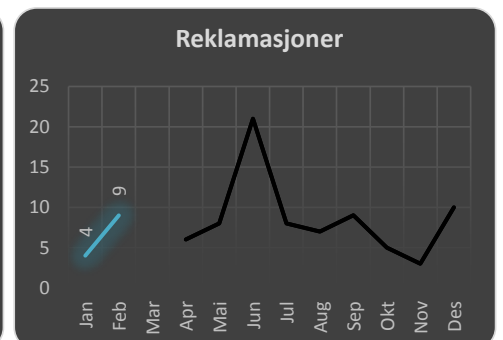 Reklamasjoner
25
20
15
10
5
0
4
9
Jan
Feb
Mar
Apr
Mai
Jun
Jul
Aug
Sep
Okt
Nov
Des